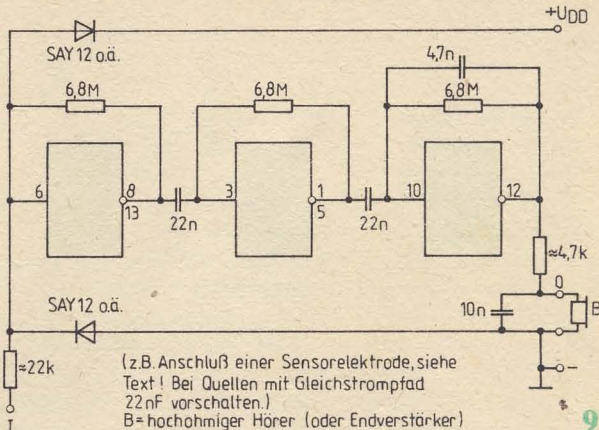 +U_DD
SAY 12 o.ä.
4,7n
6,8M
6,8M
6,8M
6
8
13
22n
3
1
5
22n
10
12
≈4,7k
SAY 12 o.ä.
10n
0
B
≈22k
(z.B. Anschluß einer Sensorelektrode, siehe
Text! Bei Quellen mit Gleichstrompfad
22nF vorschalten.)
B=hochohmiger Hörer (oder Endverstärker)
–
I
9